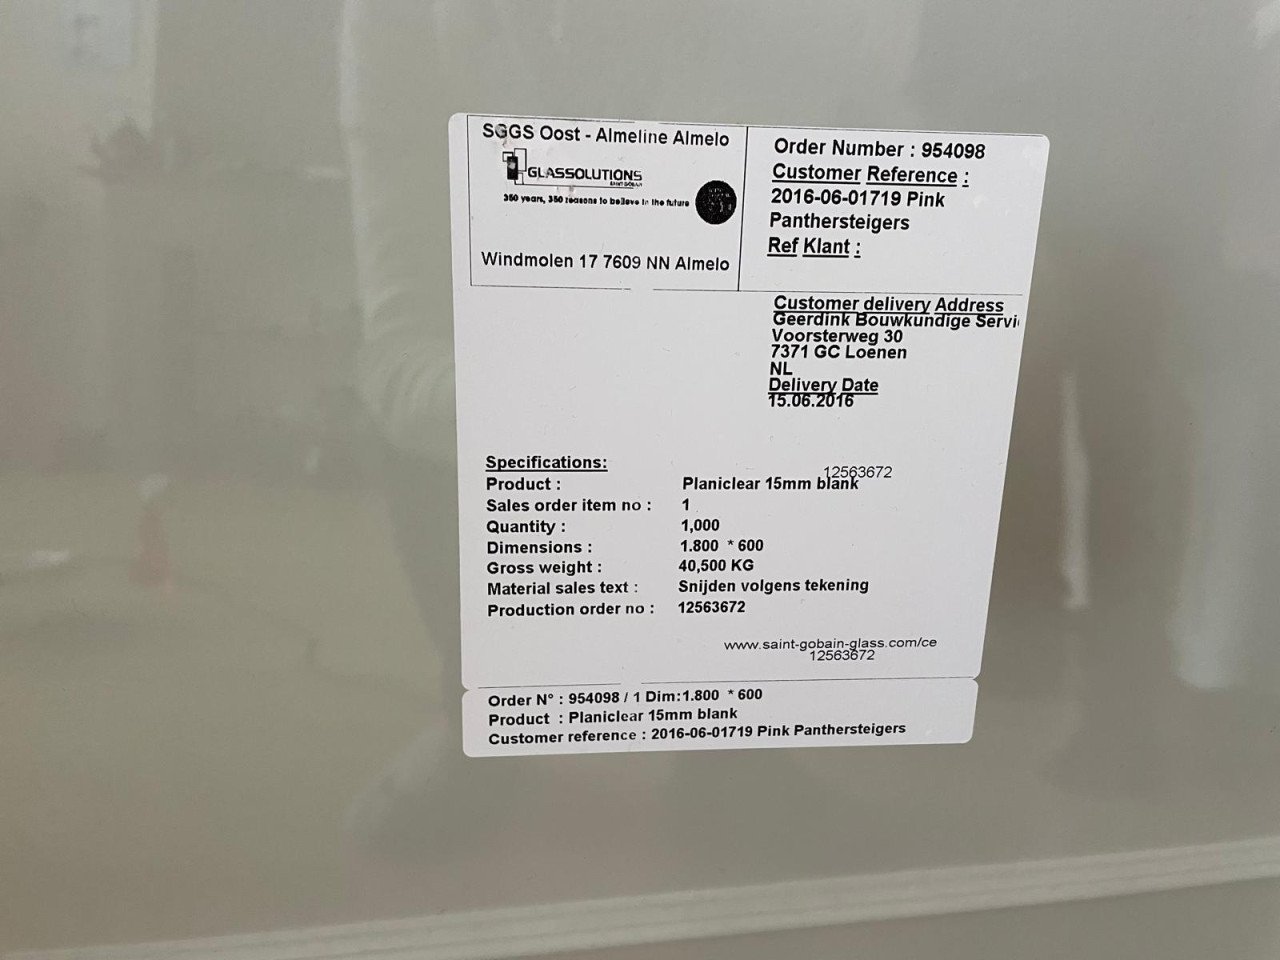 SGGS Oost - Almeline Almelo
GLASSOLUTIONS
SAINT-GOBAIN
350 years, 350 reasons to believe in the future
Windmolen 17 7609 NN Almelo
Order Number : 954098
Customer Reference :
2016-06-01719 Pink
Panthersteigers
Ref Klant :
Customer delivery Address
Geerdink Bouwkundige Servi
Voorsterweg 30
7371 GC Loenen
NL
Delivery Date
15.06.2016
Specifications:
12563672
Product : Planiclear 15mm blank
Sales order item no : 1
Quantity : 1,000
Dimensions : 1.800 * 600
Gross weight : 40,500 KG
Material sales text : Snijden volgens tekening
Production order no : 12563672
www.saint-gobain-glass.com/ce
12563672
Order N° : 954098 / 1 Dim:1.800 * 600
Product : Planiclear 15mm blank
Customer reference : 2016-06-01719 Pink Panthersteigers